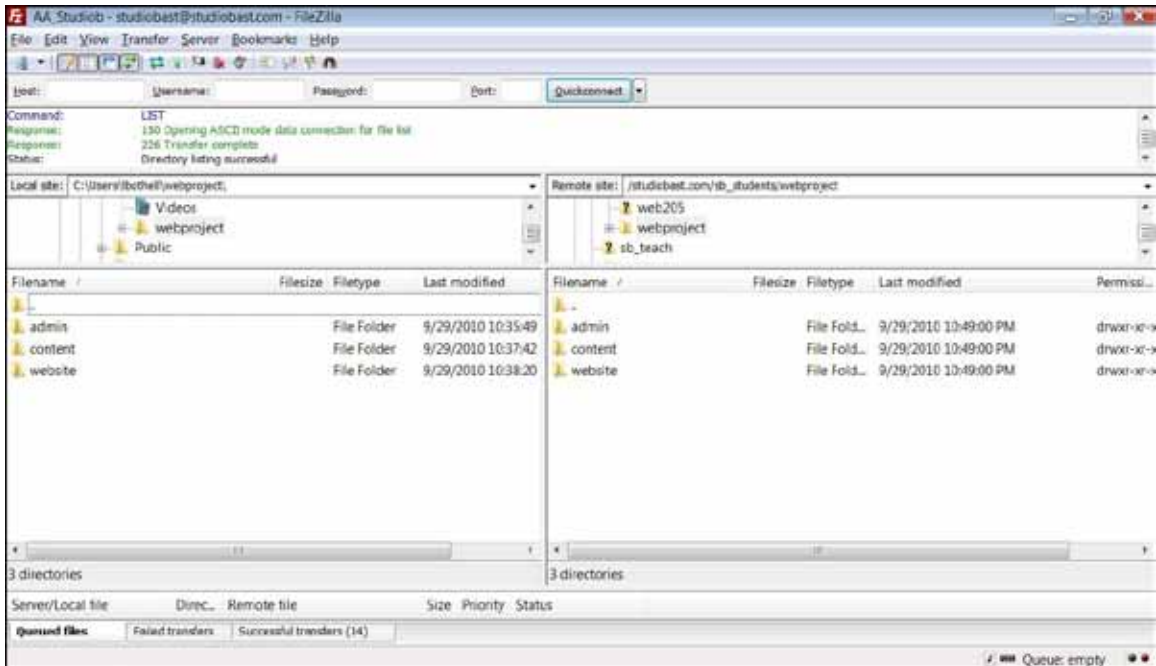 AA_Studiob - studiobast@studiobast.com - FileZilla
File Edit View Transfer Server Bookmarks Help
Host: Username: Password: Port: Quickconnect
Command: LIST
Response: 150 Opening ASCII mode data connection for file list
Response: 226 Transfer complete
Status: Directory listing successful
Local site: C:\Users\lbothell\webproject\
Remote site: /studiobast.com/sb_students/webproject
Videos
webproject
Public
web205
webproject
sb_teach
Filename / Filesize Filetype Last modified
..
admin File Folder 9/29/2010 10:35:49
content File Folder 9/29/2010 10:37:42
website File Folder 9/29/2010 10:38:20
3 directories
Filename / Filesize Filetype Last modified Permissi...
..
admin File Fold... 9/29/2010 10:49:00 PM drwxr-xr-x
content File Fold... 9/29/2010 10:49:00 PM drwxr-xr-x
website File Fold... 9/29/2010 10:49:00 PM drwxr-xr-x
3 directories
Server/Local file Direc... Remote file Size Priority Status
Queued files Failed transfers Successful transfers (14)
Queue: empty